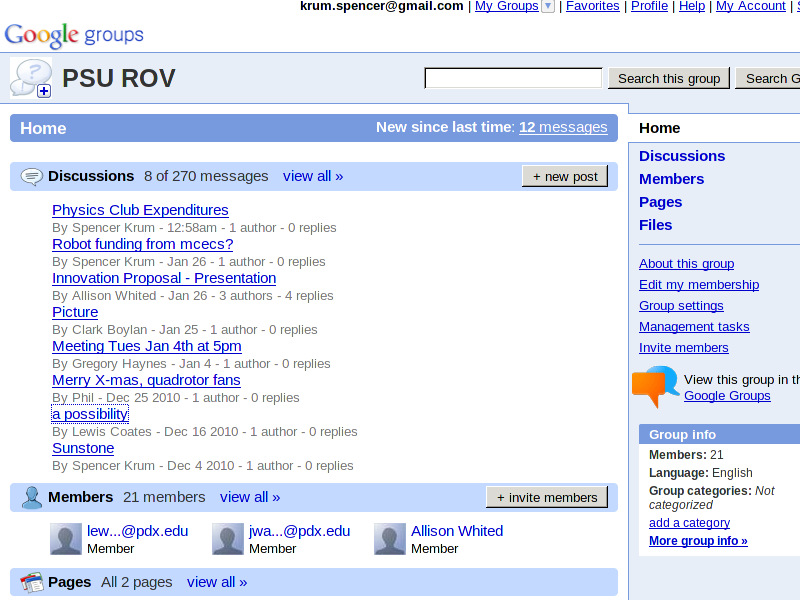 krum.spencer@gmail.com | My Groups | Favorites | Profile | Help | My Account |
Google groups
PSU ROV
Search this group
Search G
Home
New since last time: 12 messages
Home
Discussions
Members
Pages
Files
Discussions 8 of 270 messages view all »
+ new post
Physics Club Expenditures
By Spencer Krum - 12:58am - 1 author - 0 replies
Robot funding from mcecs?
By Spencer Krum - Jan 26 - 1 author - 0 replies
Innovation Proposal - Presentation
By Allison Whited - Jan 26 - 3 authors - 4 replies
Picture
By Clark Boylan - Jan 25 - 1 author - 0 replies
Meeting Tues Jan 4th at 5pm
By Gregory Haynes - Jan 4 - 1 author - 0 replies
Merry X-mas, quadrotor fans
By Phil - Dec 25 2010 - 1 author - 0 replies
a possibility
By Lewis Coates - Dec 16 2010 - 1 author - 0 replies
Sunstone
By Spencer Krum - Dec 4 2010 - 1 author - 0 replies
About this group
Edit my membership
Group settings
Management tasks
Invite members
View this group in th
Google Groups
Group info
Members: 21
Language: English
Group categories: Not
categorized
add a category
More group info »
Members 21 members view all »
+ invite members
lew...@pdx.edu
Member
jwa...@pdx.edu
Member
Allison Whited
Member
Pages All 2 pages view all »